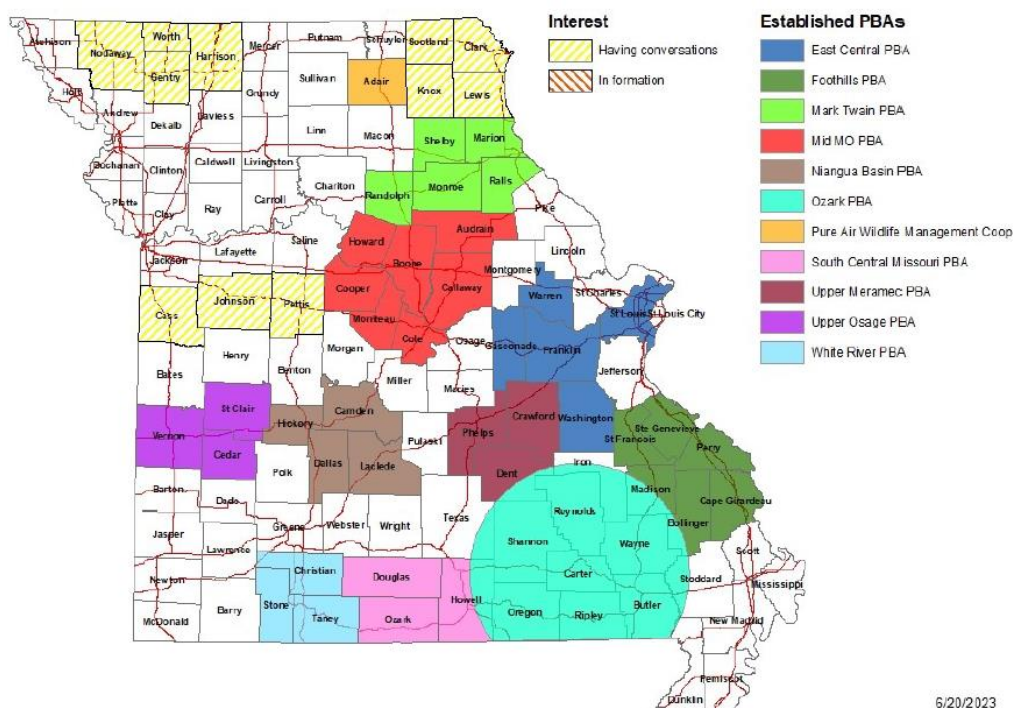 Interest
Having conversations
In formation
Established PBAs
East Central PBA
Foothills PBA
Mark Twain PBA
Mid MO PBA
Niangua Basin PBA
Ozark PBA
Pure Air Wildlife Management Coop
South Central Missouri PBA
Upper Meramec PBA
Upper Osage PBA
White River PBA
Atchison
Nodaway
Worth
Gentry
Harrison
Mercer
Putnam
Schuyler
Scotland
Clark
Holt
Andrew
Dekalb
Daviess
Grundy
Sullivan
Adair
Knox
Lewis
Buchanan
Clinton
Caldwell
Livingston
Linn
Macon
Shelby
Marion
Platte
Clay
Ray
Carroll
Chariton
Randolph
Monroe
Ralls
Pike
Jackson
Lafayette
Saline
Howard
Boone
Audrain
Callaway
Montgomery
Lincoln
Warren
St Charles
St Louis
St Louis City
Cass
Johnson
Pettis
Cooper
Moniteau
Cole
Osage
Gasconade
Franklin
Jefferson
Bates
Henry
Benton
Morgan
Miller
Maries
St Clair
Hickory
Camden
Pulaski
Phelps
Crawford
Washington
St Francois
Ste Genevieve
Perry
Vernon
Cedar
Polk
Dallas
Laclede
Dent
Iron
Madison
Cape Girardeau
Bollinger
Barton
Dade
Greene
Webster
Wright
Texas
Shannon
Reynolds
Wayne
Jasper
Lawrence
Christian
Douglas
Howell
Carter
Stoddard
Scott
Mississippi
Newton
McDonald
Barry
Stone
Taney
Ozark
Oregon
Ripley
Butler
New Madrid
Pemiscot
Dunklin
6/20/2023